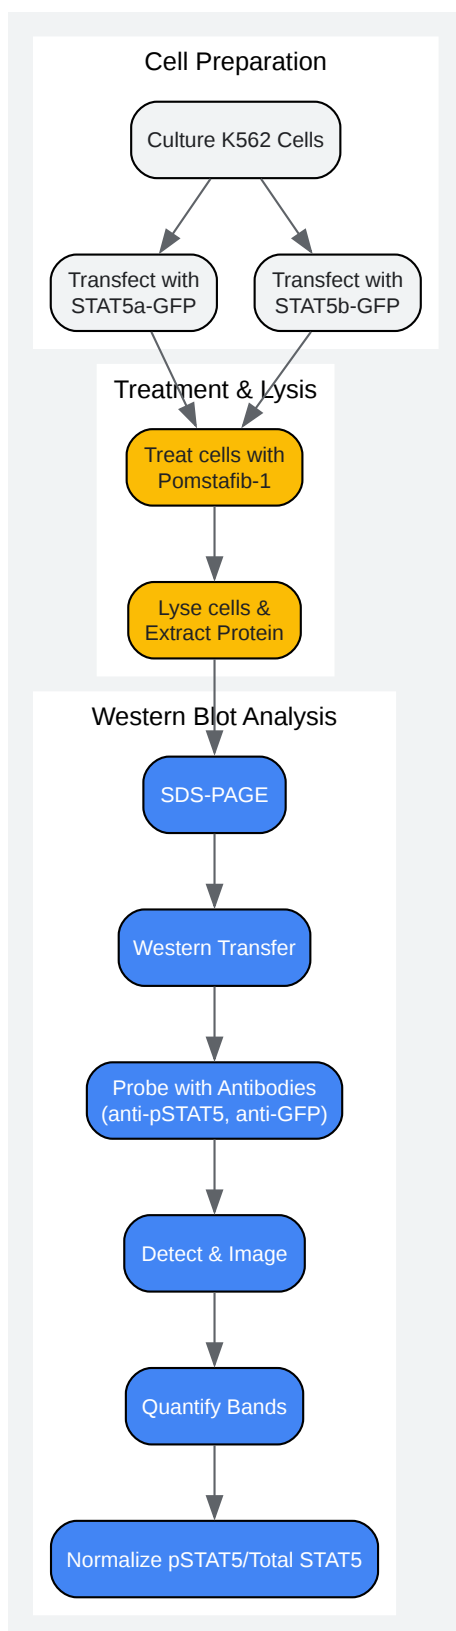 Cell Preparation
Culture K562 Cells
Transfect with
STAT5a-GFP
Transfect with
STAT5b-GFP
Treatment & Lysis
Treat cells with
Pomstafib-1
Lyse cells &
Extract Protein
Western Blot Analysis
SDS-PAGE
Western Transfer
Probe with Antibodies
(anti-pSTAT5, anti-GFP)
Detect & Image
Quantify Bands
Normalize pSTAT5/Total STAT5